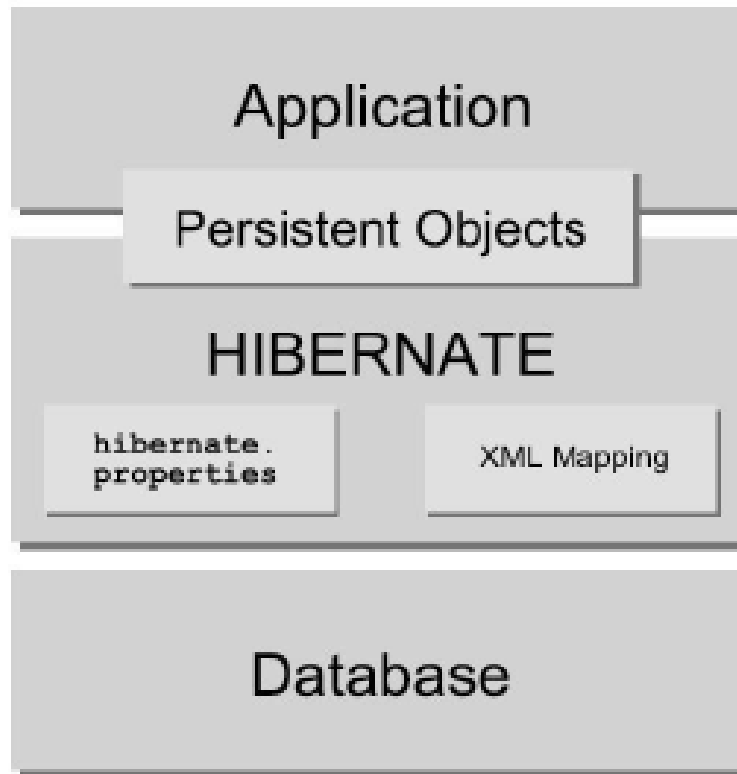 Application
Persistent Objects
HIBERNATE
hibernate.
properties
XML Mapping
Database